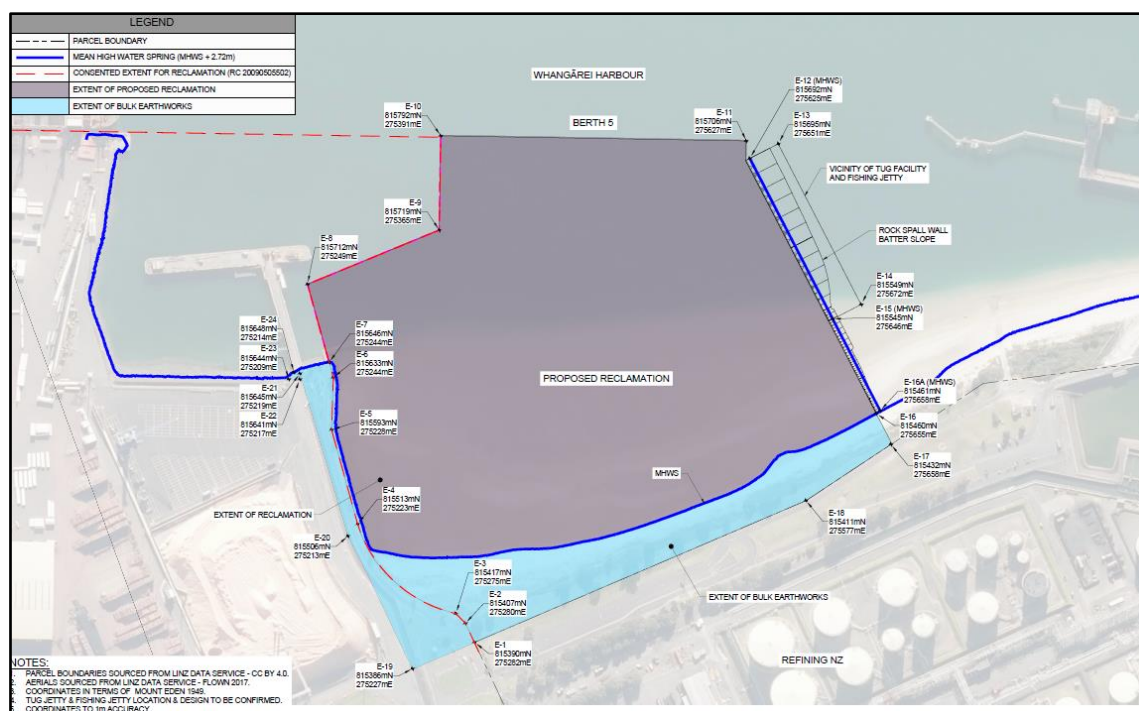 LEGEND
PARCEL BOUNDARY
MEAN HIGH WATER SPRING (MHWS + 2.72m)
CONSENTED EXTENT FOR RECLAMATION (RC 20090505502)
EXTENT OF PROPOSED RECLAMATION
EXTENT OF BULK EARTHWORKS
WHANGĀREI HARBOUR
BERTH 5
E-10
815792mN
275391mE
E-11
815706mN
275627mE
E-12 (MHWS)
815692mN
275625mE
E-13
815695mN
275651mE
VICINITY OF TUG FACILITY
AND FISHING JETTY
ROCK SPALL WALL
BATTER SLOPE
E-9
815719mN
275365mE
E-8
815712mN
275249mE
E-14
815549mN
275672mE
E-15 (MHWS)
815545mN
275646mE
E-24
815648mN
275214mE
E-23
815644mN
275209mE
E-21
815645mN
275219mE
E-22
815641mN
275217mE
E-7
815646mN
275244mE
E-6
815633mN
275244mE
E-5
815593mN
275228mE
PROPOSED RECLAMATION
E-16A (MHWS)
815461mN
275658mE
E-16
815460mN
275655mE
E-17
815432mN
275658mE
MHWS
E-4
815513mN
275223mE
EXTENT OF RECLAMATION
E-18
815411mN
275577mE
E-20
815506mN
275213mE
E-3
815417mN
275275mE
E-2
815407mN
275280mE
EXTENT OF BULK EARTHWORKS
E-1
815390mN
275282mE
E-19
815386mN
275227mE
REFINING NZ
NOTES:
PARCEL BOUNDARIES SOURCED FROM LINZ DATA SERVICE - CC BY 4.0.
AERIALS SOURCED FROM LINZ DATA SERVICE - FLOWN 2017.
COORDINATES IN TERMS OF MOUNT EDEN 1949.
TUG JETTY & FISHING JETTY LOCATION & DESIGN TO BE CONFIRMED.
COORDINATES TO 1m ACCURACY